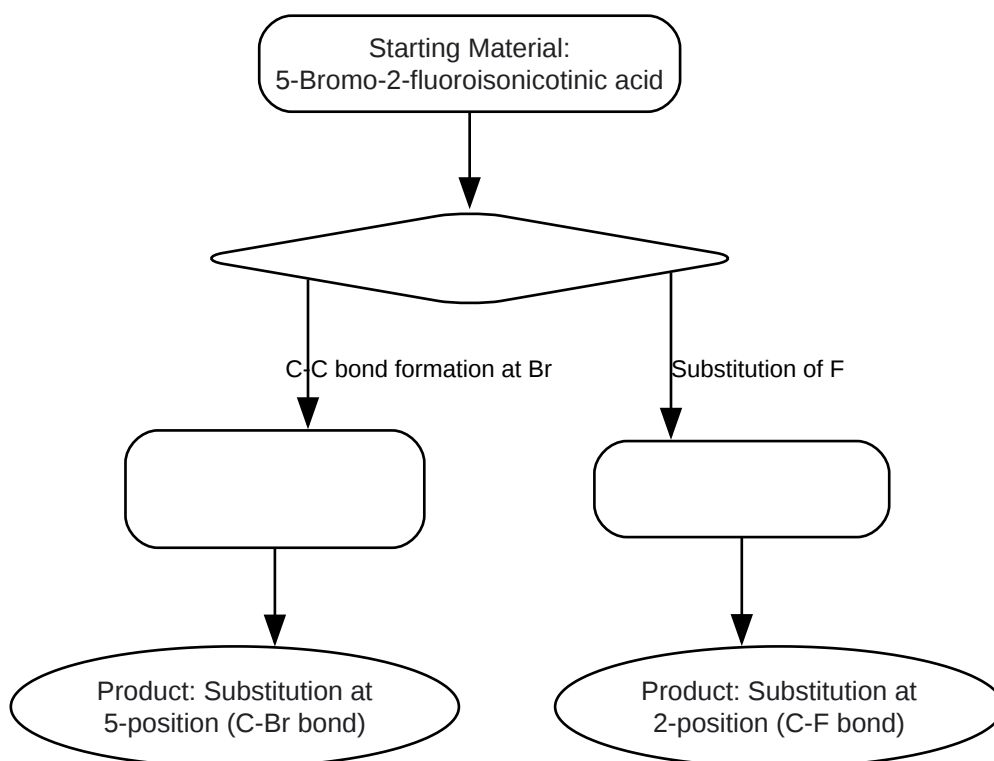 Starting Material:
5-Bromo-2-fluoroisonicotinic acid
C-C bond formation at Br
Substitution of F
Product: Substitution at
5-position (C-Br bond)
Product: Substitution at
2-position (C-F bond)